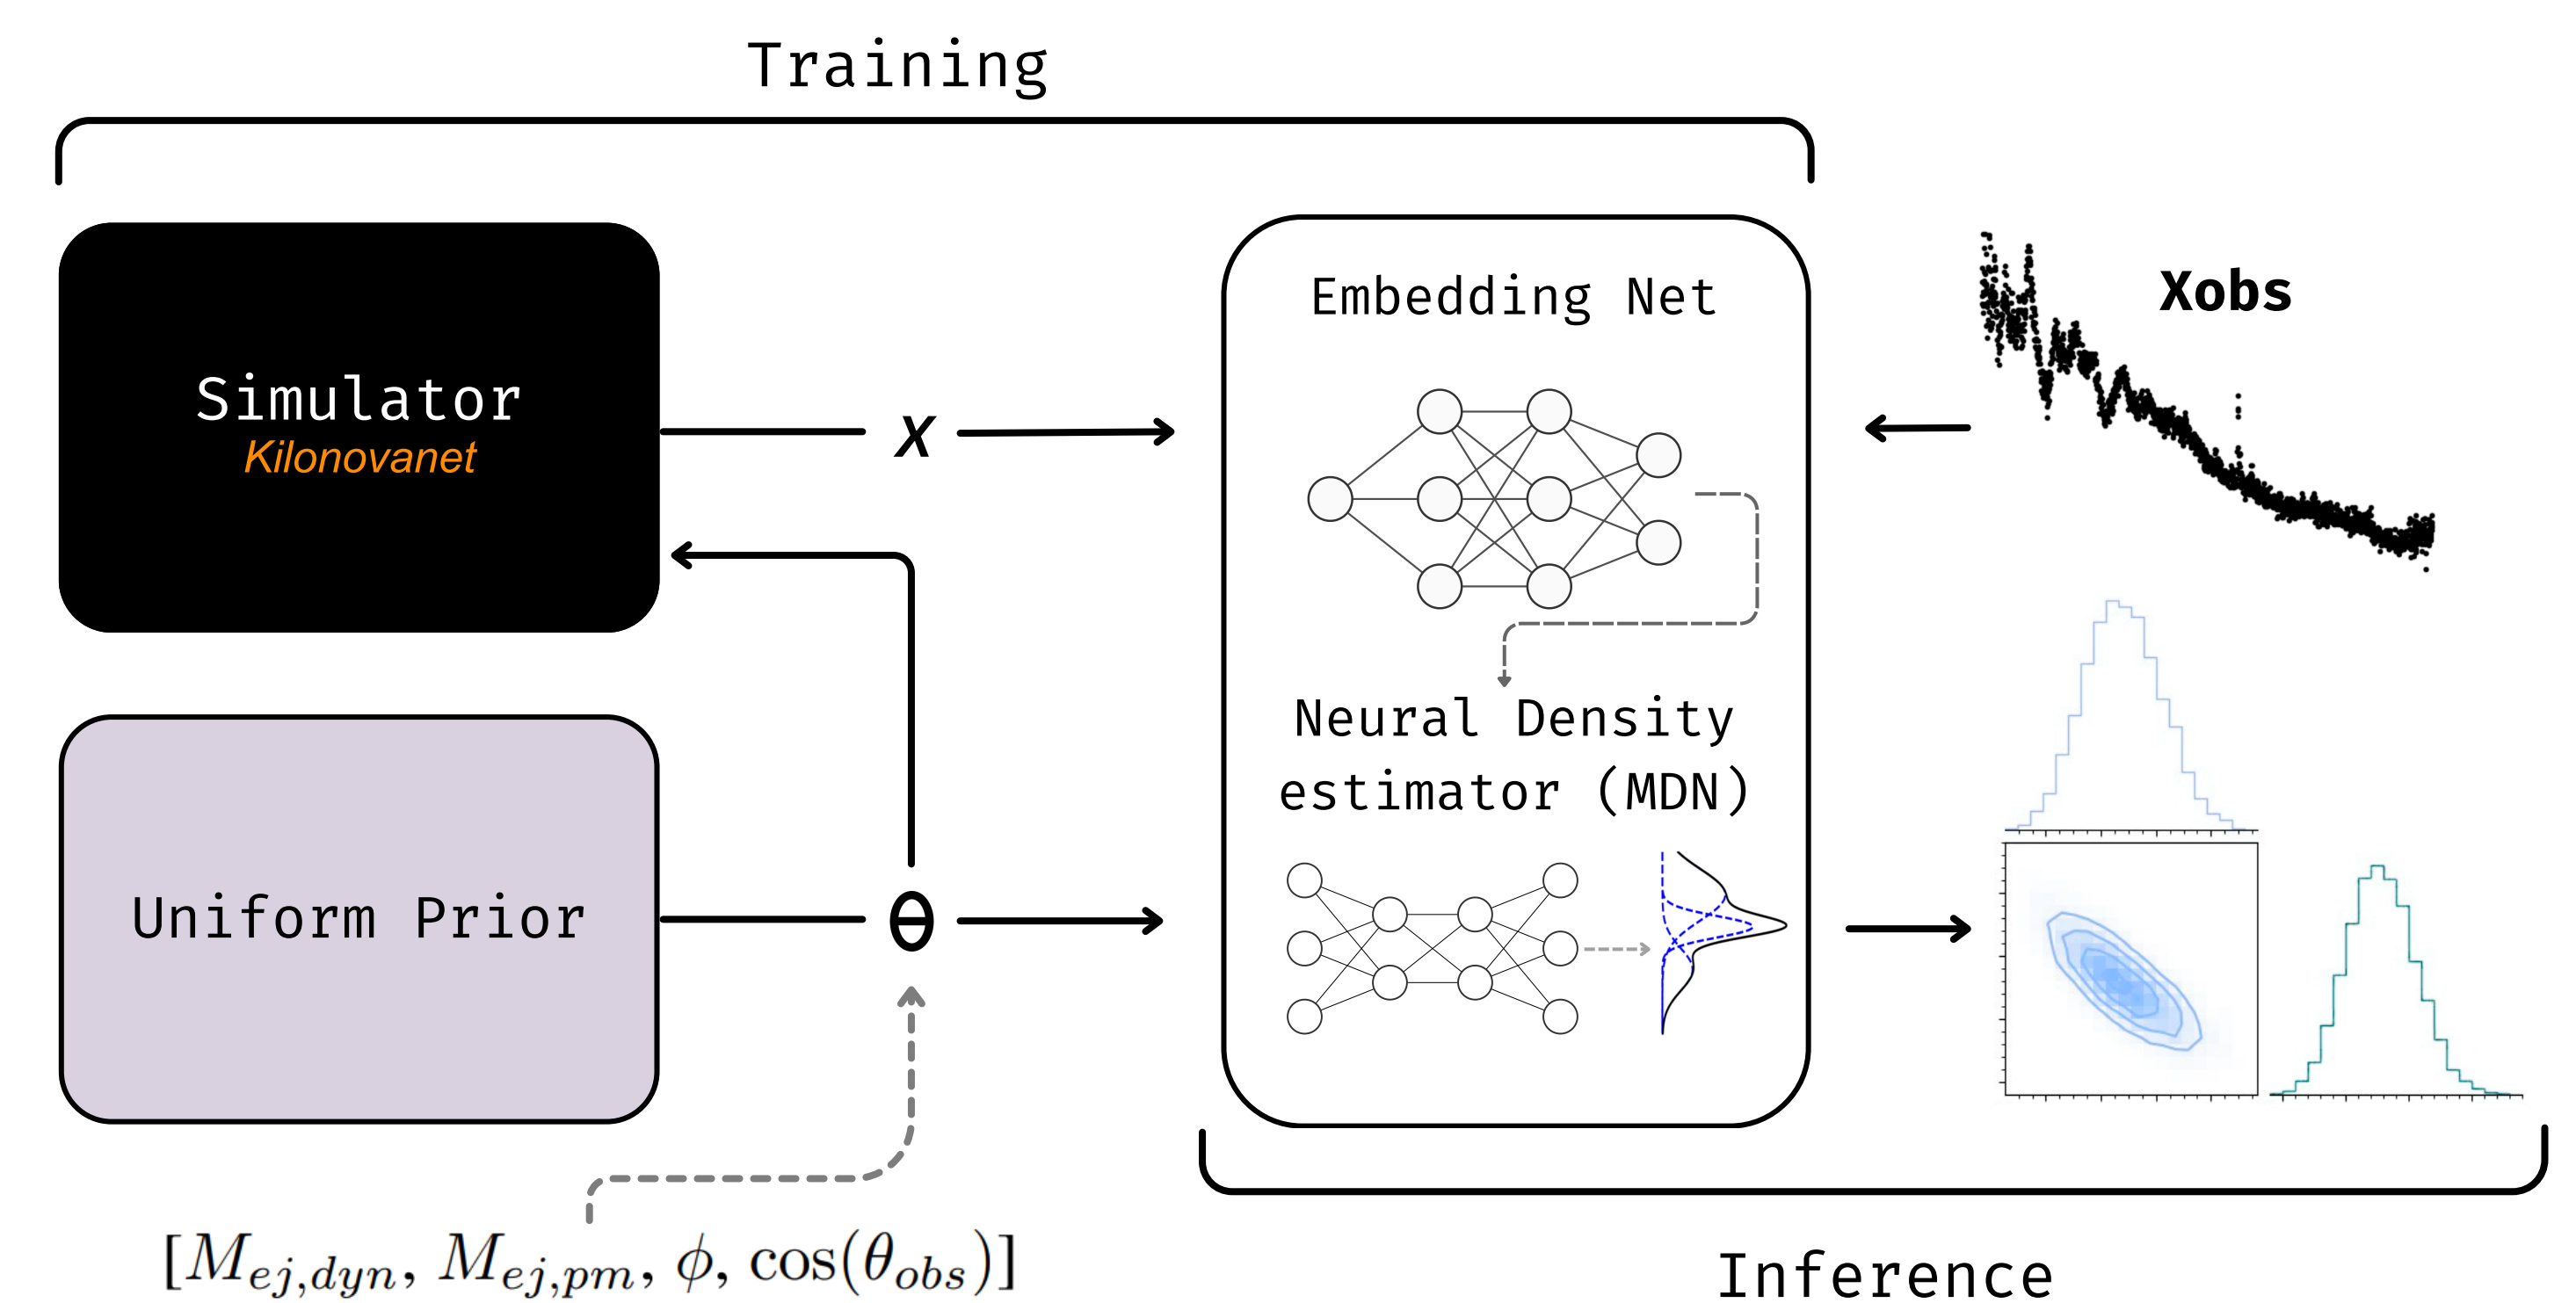 Training
Simulator
Kilonovanet
x
Embedding Net
Xobs
Neural Density
estimator (MDN)
Uniform Prior
θ
[M_{ej,dyn}, M_{ej,pm}, ϕ, cos(θ_{obs})]
Inference